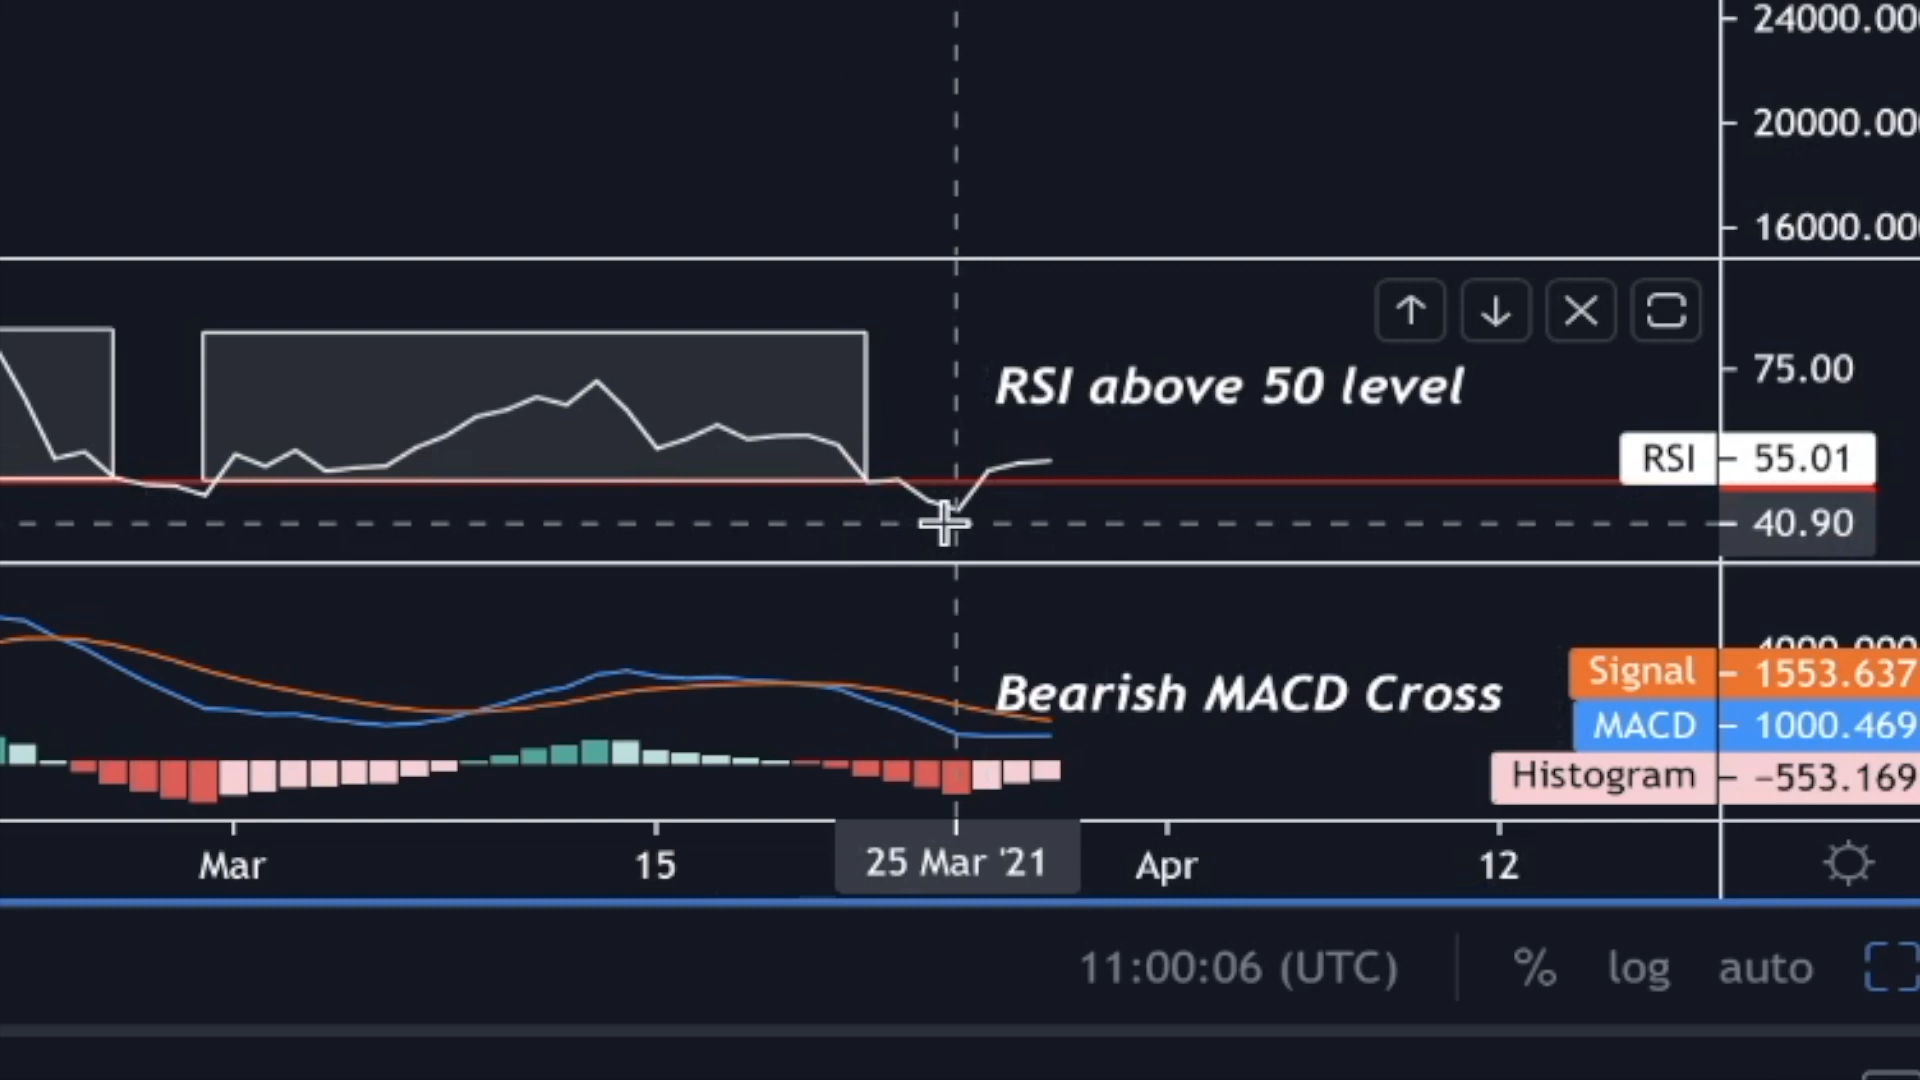 24000.00
20000.00
16000.00
75.00
RSI above 50 level
RSI 55.01
40.90
Signal 1553.637
Bearish MACD Cross
MACD 1000.469
Histogram −553.169
Mar 15 25 Mar '21 Apr 12
11:00:06 (UTC) % log auto